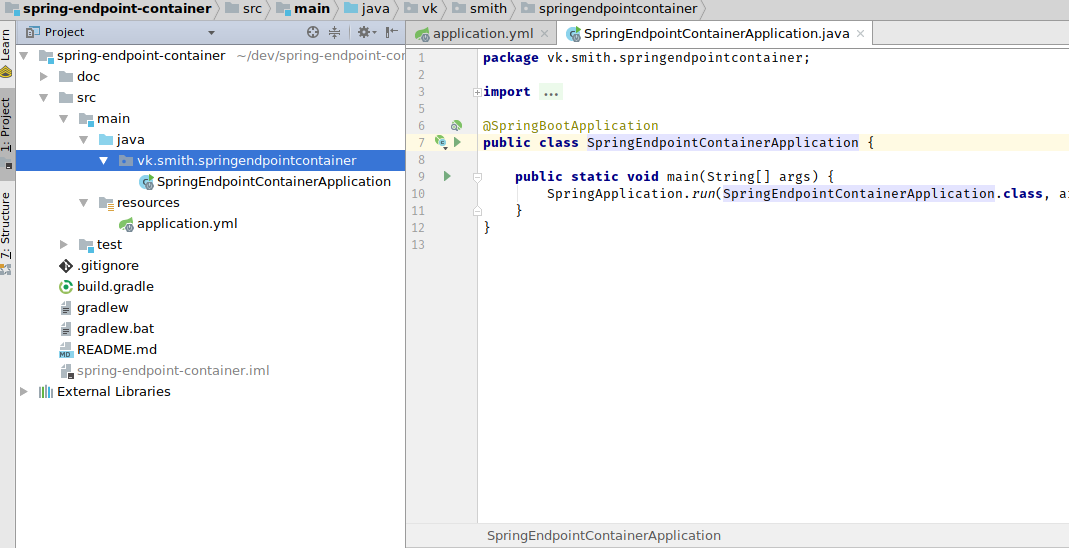 spring-endpoint-container src main java vk smith springendpointcontainer
Learn
1: Project
7: Structure
Project
spring-endpoint-container ~/dev/spring-endpoint-cor
doc
src
main
java
vk.smith.springendpointcontainer
SpringEndpointContainerApplication
resources
application.yml
test
.gitignore
build.gradle
gradlew
gradlew.bat
README.md
spring-endpoint-container.iml
External Libraries
application.yml SpringEndpointContainerApplication.java
1 package vk.smith.springendpointcontainer;
2
3 import ...
5
6 @SpringBootApplication
7 public class SpringEndpointContainerApplication {
8
9 public static void main(String[] args) {
10 SpringApplication.run(SpringEndpointContainerApplication.class, ar
11 }
12 }
13
SpringEndpointContainerApplication